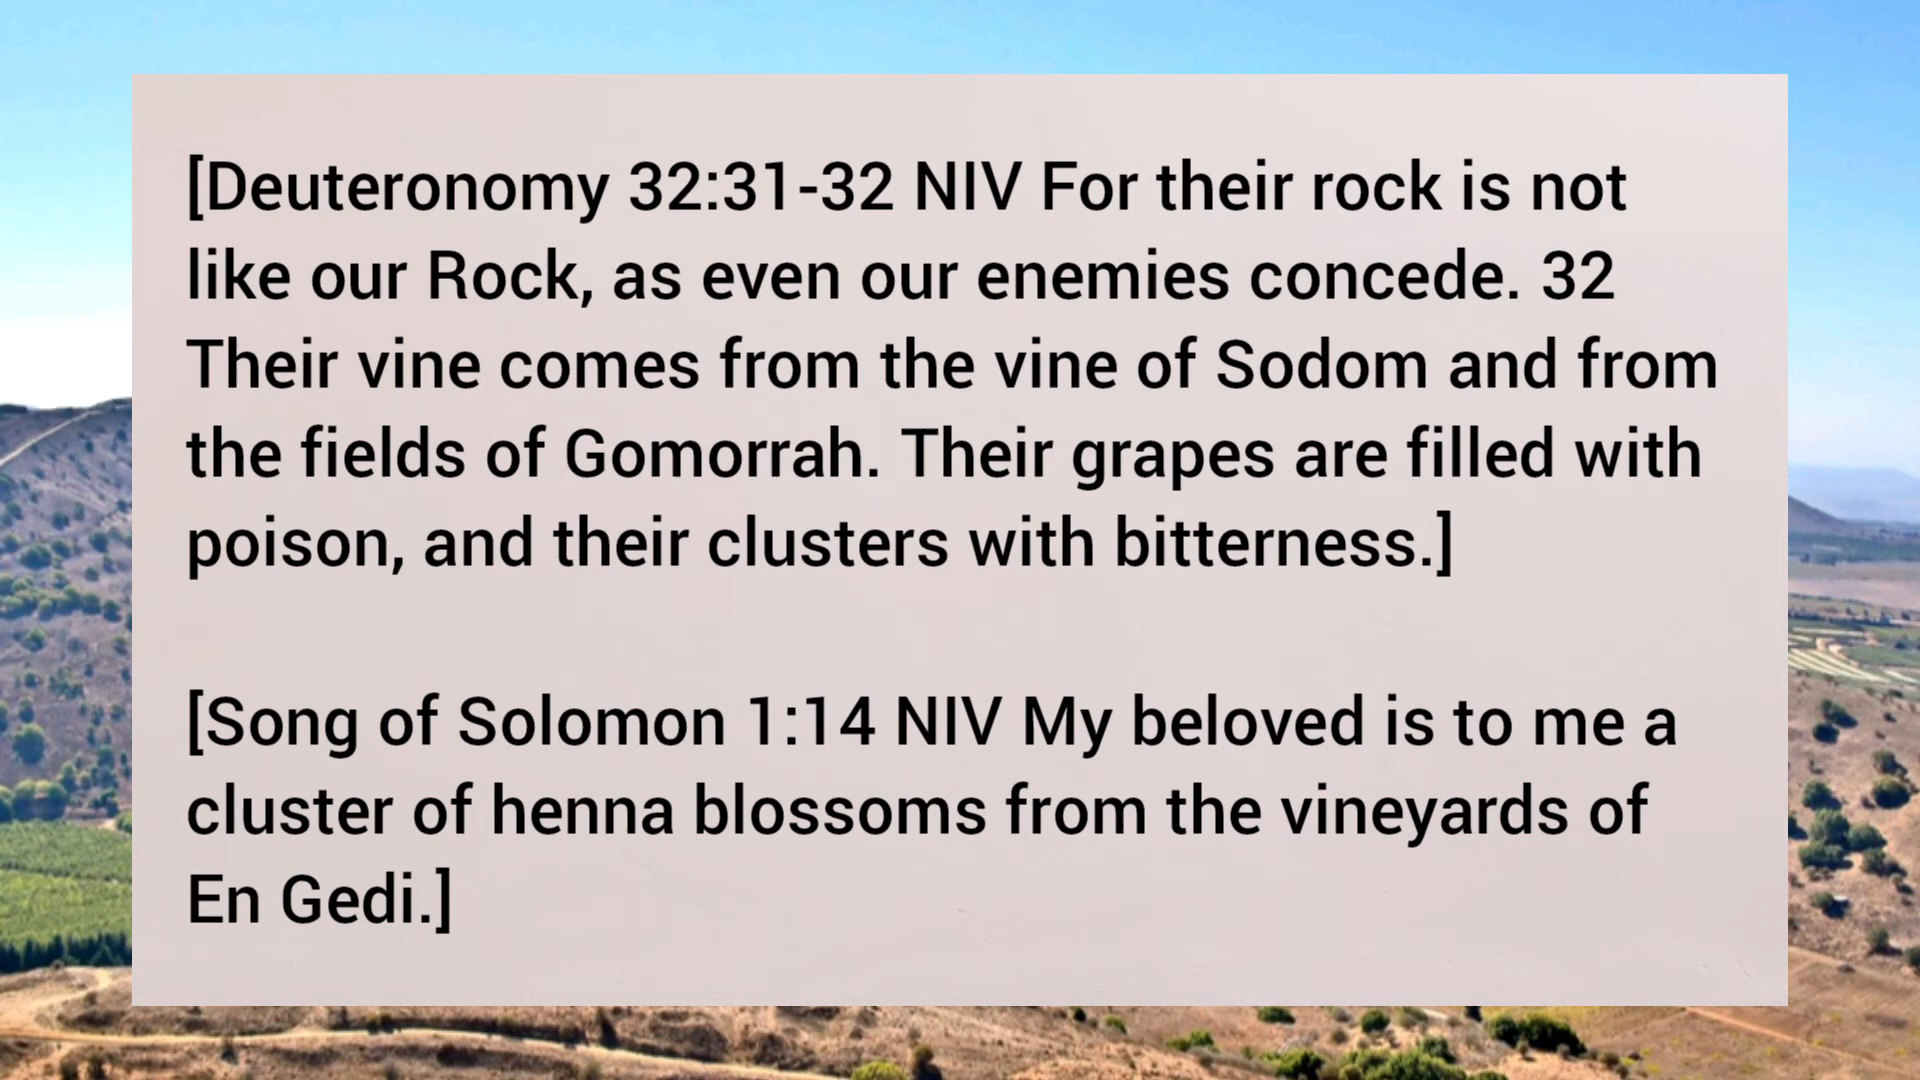 [Deuteronomy 32:31-32 NIV For their rock is not
like our Rock, as even our enemies concede. 32
Their vine comes from the vine of Sodom and from
the fields of Gomorrah. Their grapes are filled with
poison, and their clusters with bitterness.]
[Song of Solomon 1:14 NIV My beloved is to me a
cluster of henna blossoms from the vineyards of
En Gedi.]